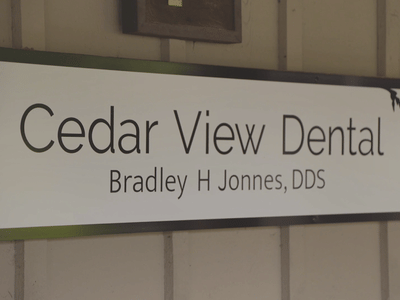 Cedar View Dental
Bradley H Jonnes, DDS